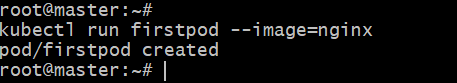 root@master:~#
kubectl run firstpod --image=nginx
pod/firstpod created
root@master:~#